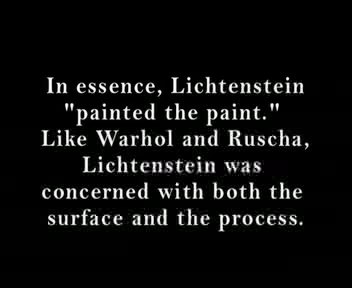 In essence, Lichtenstein
"painted the paint."
Like Warhol and Ruscha,
Lichtenstein was
concerned with both the
surface and the process.